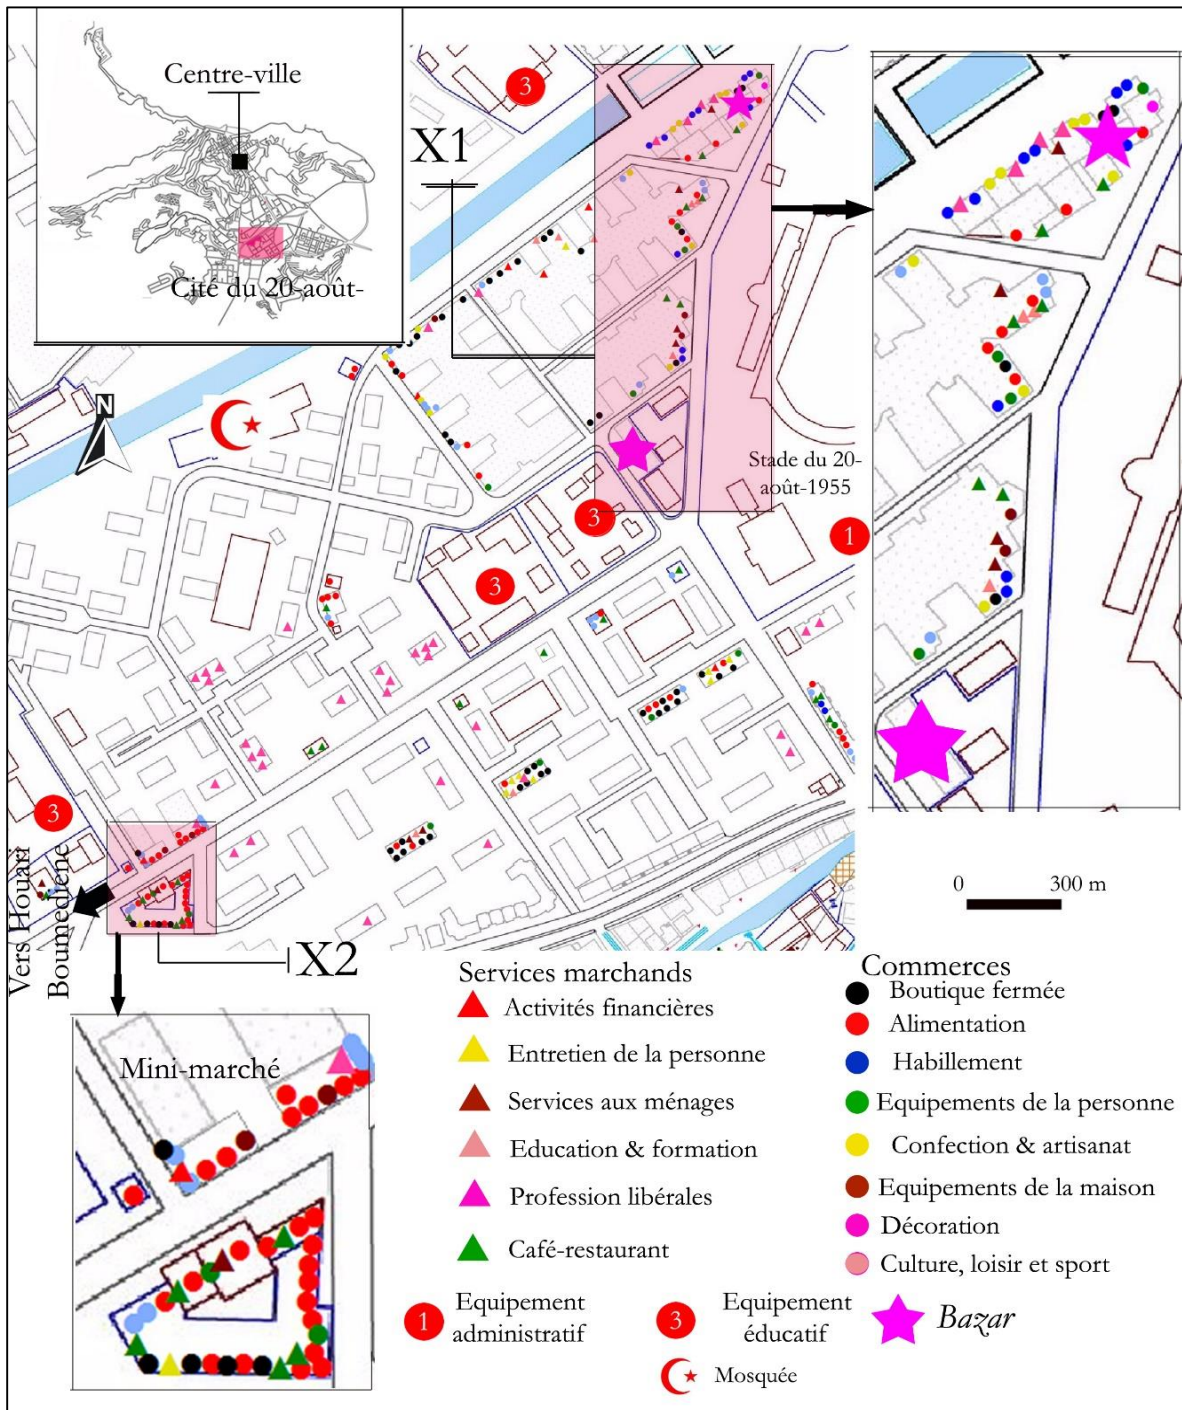 Centre-ville
Cité du 20-août-
X1
3
N
Stade du 20-
août-1955
3
1
3
3
Vers Houari
Boumediene
X2
0 300 m
Mini-marché
Services marchands
Activités financières
Entretien de la personne
Services aux ménages
Education & formation
Profession libérales
Café-restaurant
Commerces
Boutique fermée
Alimentation
Habillement
Equipements de la personne
Confection & artisanat
Equipements de la maison
Décoration
Culture, loisir et sport
1 Equipement
administratif
3 Equipement
éducatif
Bazar
Mosquée